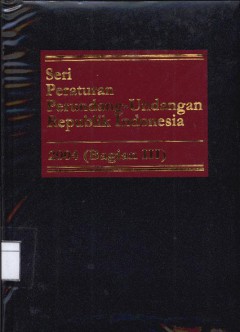 Seri
Peraturan
Perundang-Undangan
Republik Indonesia
2004 (Bagian III)